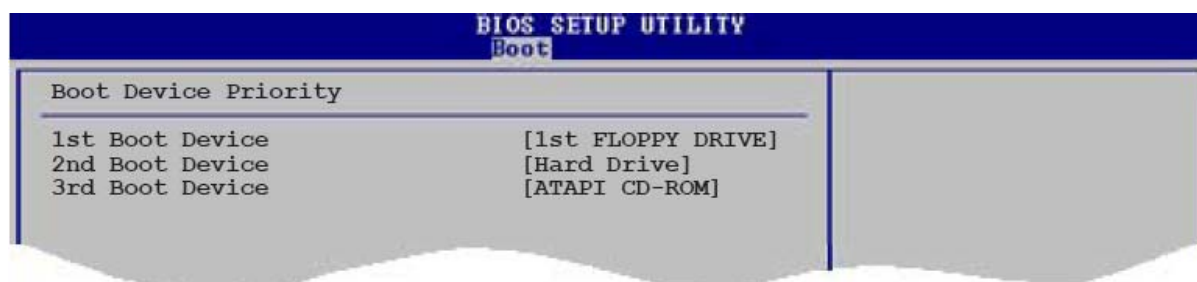 BIOS SETUP UTILITY
Boot
Boot Device Priority
1st Boot Device [1st FLOPPY DRIVE]
2nd Boot Device [Hard Drive]
3rd Boot Device [ATAPI CD-ROM]